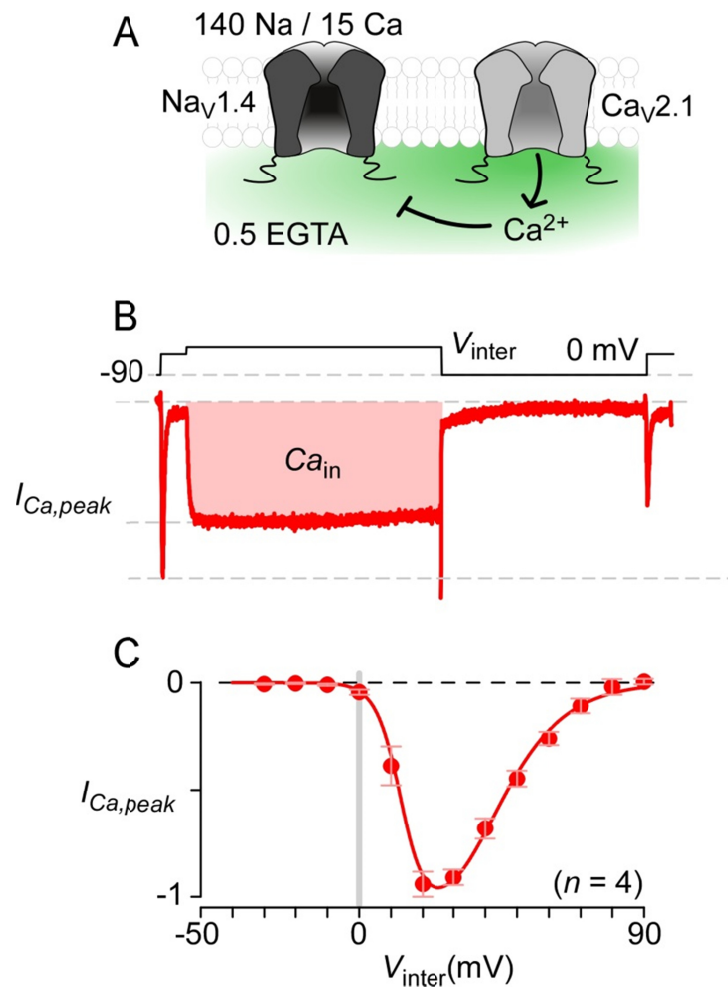 A
140 Na / 15 Ca
NaV1.4
CaV2.1
0.5 EGTA
Ca2+
B
-90
Vinter
0 mV
Cain
ICa,peak
C
0
ICa,peak
-1
(n = 4)
-50
0
90
Vinter(mV)